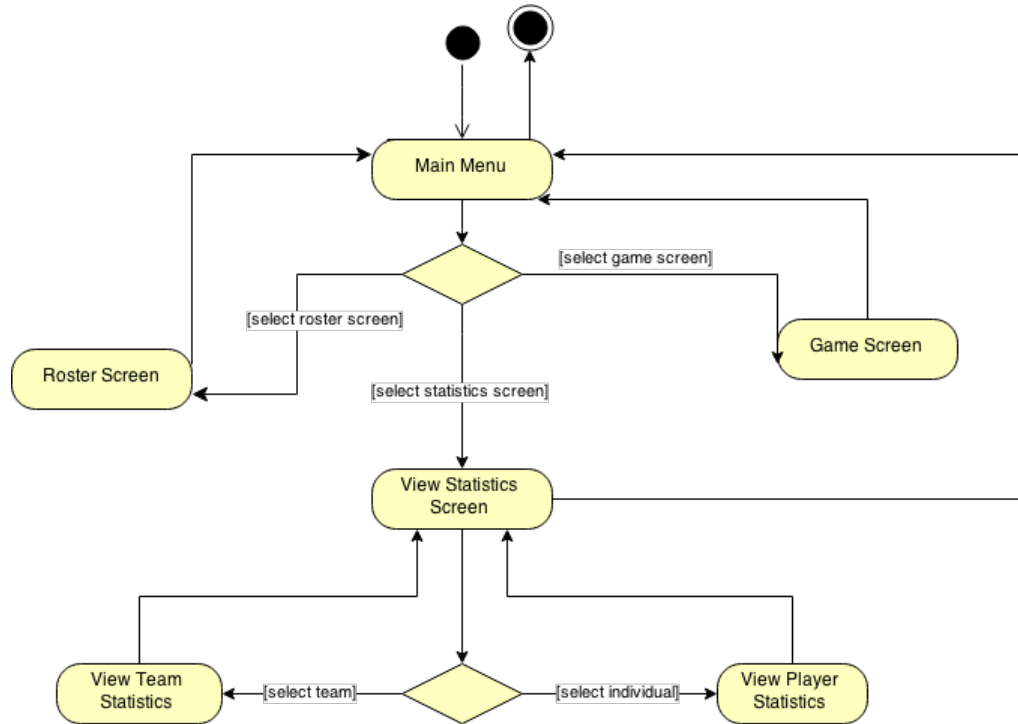 Main Menu
[select game screen]
[select roster screen]
Game Screen
Roster Screen
[select statistics screen]
View Statistics
Screen
View Team
Statistics
[select team]
[select individual]
View Player
Statistics